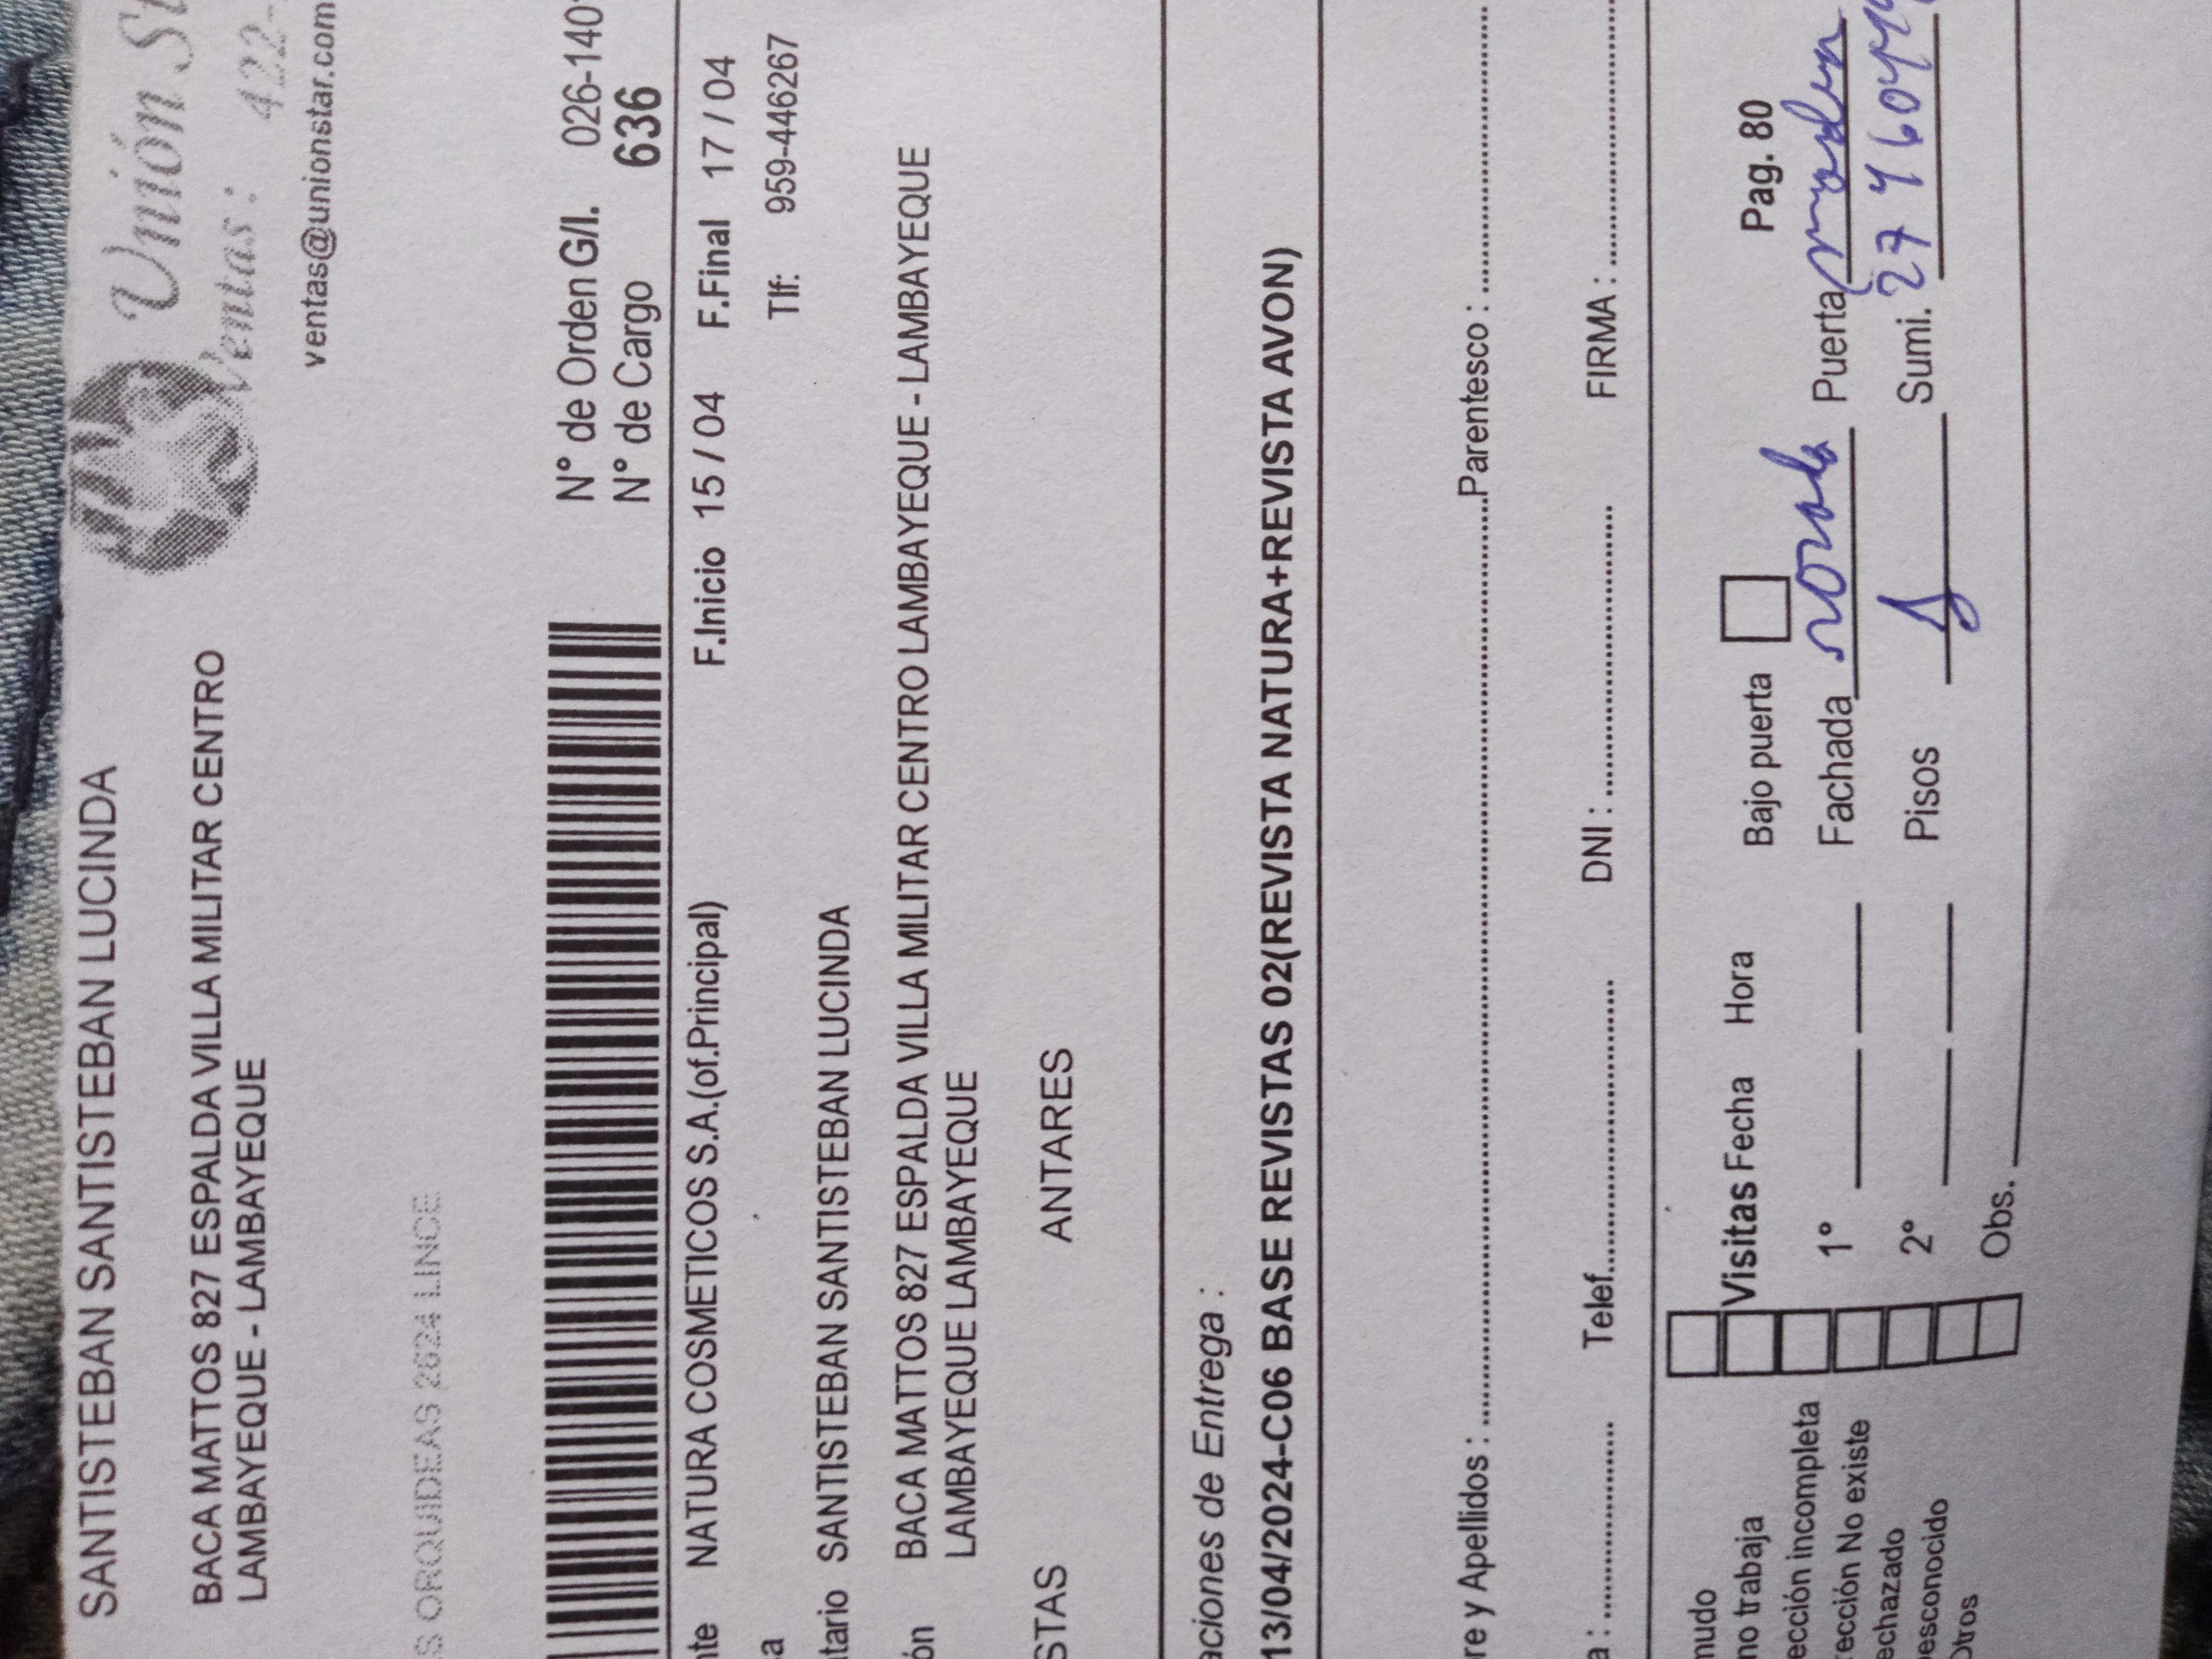 SANTISTEBAN SANTISTEBAN LUCINDA
BACA MATTOS 827 ESPALDA VILLA MILITAR CENTRO
LAMBAYEQUE - LAMBAYEQUE
Unión
Ventas: 422-
ventas@unionstar.com
S ORQUIDEAS 2624 LINCE
N° de Orden G/I. 026-140
N° de Cargo 636
NATURA COSMETICOS S.A.(of.Principal) F.Inicio 15 / 04 F.Final 17 / 04
Tlf: 959-446267
tario SANTISTEBAN SANTISTEBAN LUCINDA
ón BACA MATTOS 827 ESPALDA VILLA MILITAR CENTRO LAMBAYEQUE - LAMBAYEQUE
LAMBAYEQUE LAMBAYEQUE
STAS ANTARES
aciones de Entrega :
13/04/2024-C06 BASE REVISTAS 02(REVISTA NATURA+REVISTA AVON)
re y Apellidos : Parentesco :
a : Telef. DNI : FIRMA :
mudo
no trabaja Visitas Fecha Hora Bajo puerta Pag. 80
ección incompleta 1° Fachada Puerta
rección No existe
echazado 2° Pisos Sumi.
esconocido
Otros Obs.